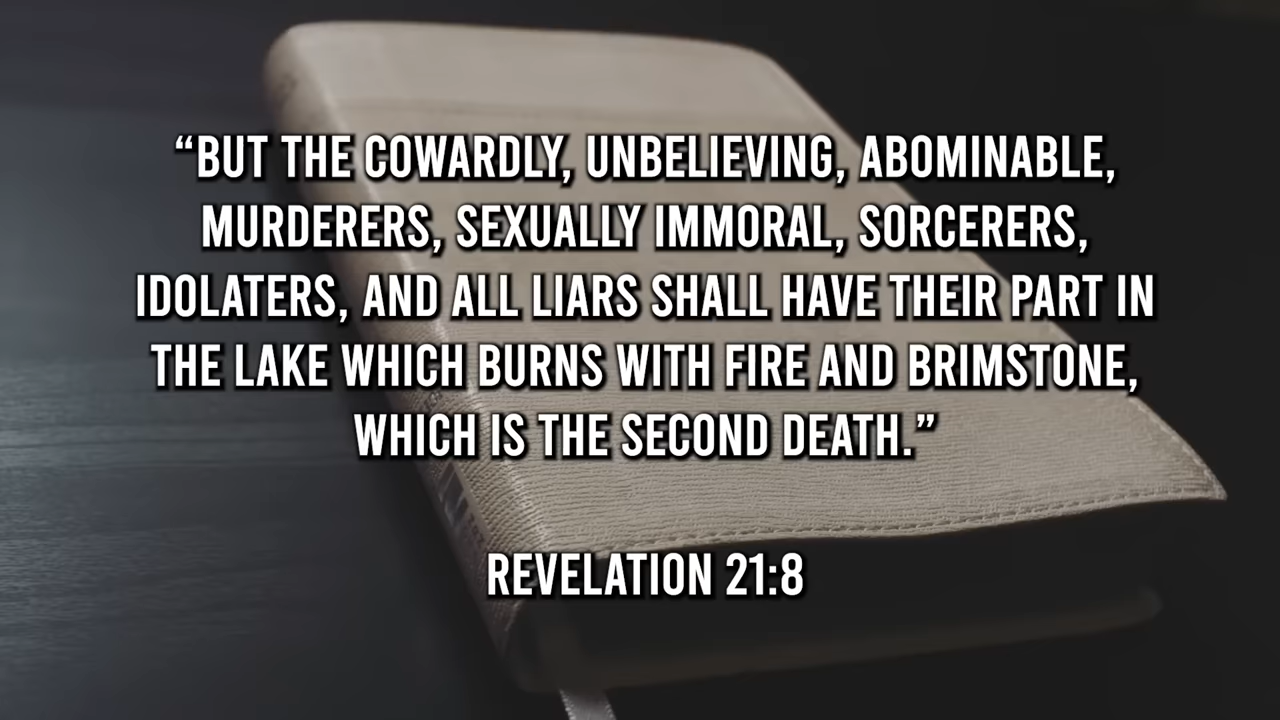 “BUT THE COWARDLY, UNBELIEVING, ABOMINABLE,
MURDERERS, SEXUALLY IMMORAL, SORCERERS,
IDOLATERS, AND ALL LIARS SHALL HAVE THEIR PART IN
THE LAKE WHICH BURNS WITH FIRE AND BRIMSTONE,
WHICH IS THE SECOND DEATH.”
REVELATION 21:8